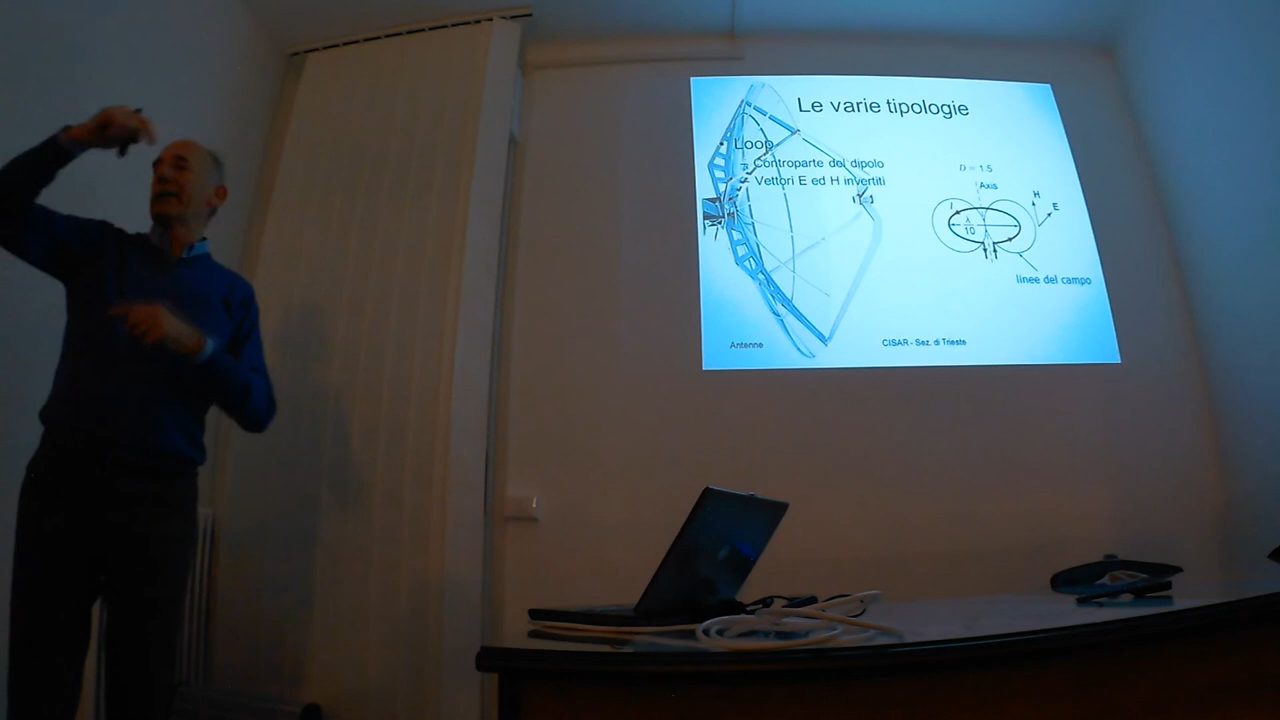 Le varie tipologie
Loop
– Controparte del dipolo
– Vettori E ed H invertiti
D = 1.5
Axis
H
E
λ
10
linee del campo
Antenne
CISAR - Sez. di Trieste